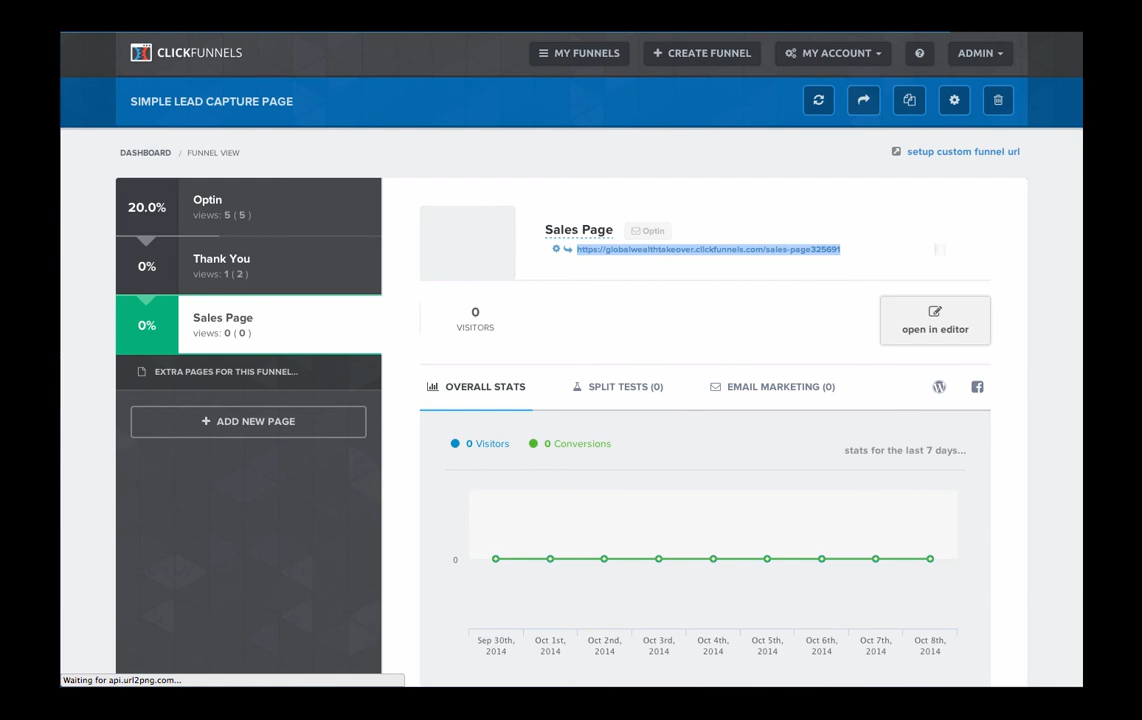 CLICKFUNNELS
MY FUNNELS
CREATE FUNNEL
MY ACCOUNT
ADMIN
SIMPLE LEAD CAPTURE PAGE
DASHBOARD / FUNNEL VIEW
setup custom funnel url
20.0%
Optin
views: 5 ( 5 )
0%
Thank You
views: 1 ( 2 )
0%
Sales Page
views: 0 ( 0 )
EXTRA PAGES FOR THIS FUNNEL...
+ ADD NEW PAGE
Sales Page
Optin
https://globalwealthtakeover.clickfunnels.com/sales-page325691
0
VISITORS
open in editor
OVERALL STATS
SPLIT TESTS (0)
EMAIL MARKETING (0)
0 Visitors
0 Conversions
stats for the last 7 days...
0
Sep 30th, 2014
Oct 1st, 2014
Oct 2nd, 2014
Oct 3rd, 2014
Oct 4th, 2014
Oct 5th, 2014
Oct 6th, 2014
Oct 7th, 2014
Oct 8th, 2014
Waiting for api.url2png.com...